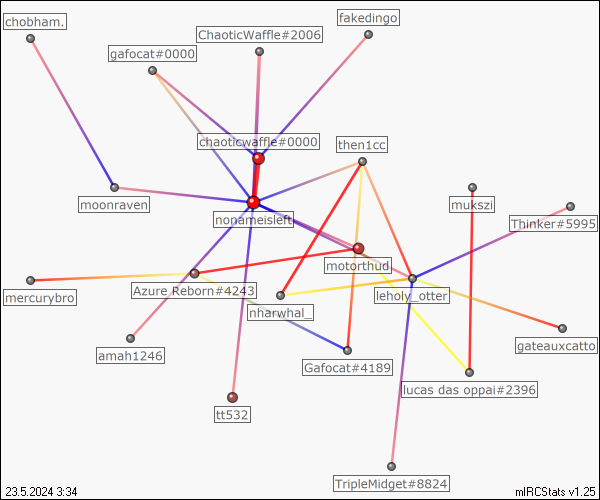 fakedingo
chobham.
ChaoticWaffle#2006
gafocat#0000
chaoticwaffle#0000
then1cc
moonraven
mukszi
nonameisleft
Thinker#5995
motorthud
Azure Reborn#4243
leholy_otter
mercurybro
nharwhal_
gateauxcatto
amah1246
Gafocat#4189
lucas das oppai#2396
tt532
TripleMidget#8824
23.5.2024 3:34
mIRCStats v1.25